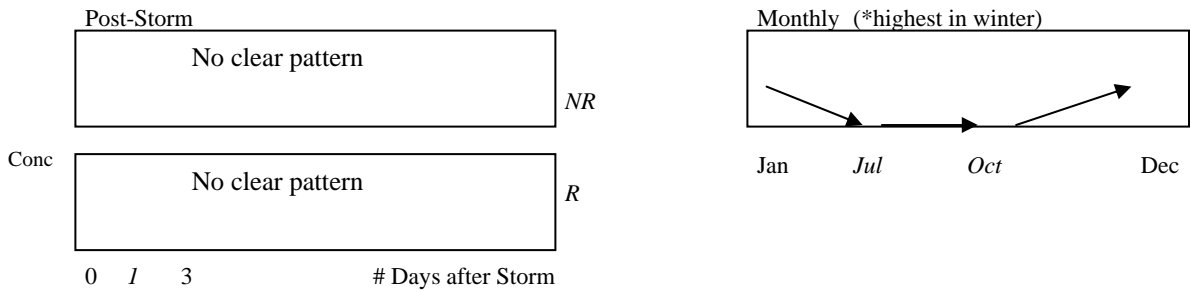 Post-Storm
No clear pattern
NR
Conc
No clear pattern
R
0 1 3 # Days after Storm
Monthly (*highest in winter)
Jan Jul Oct Dec